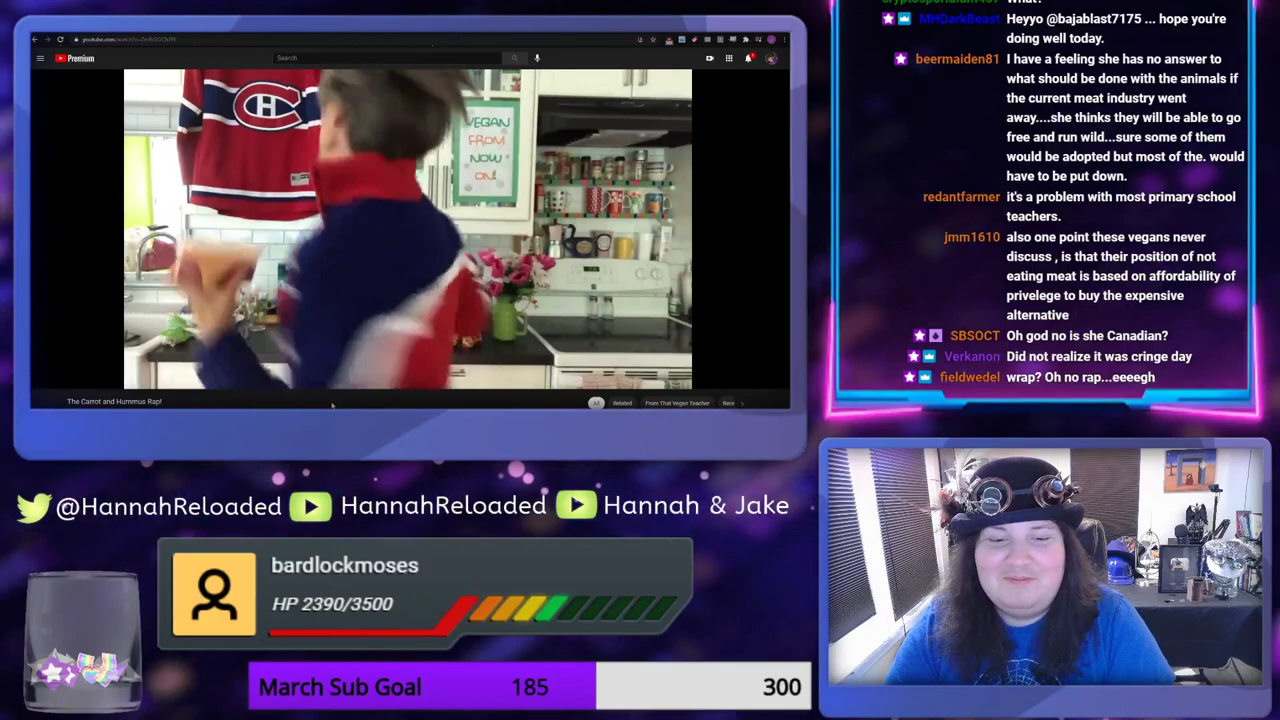 Premium
Search
VEGAN
FROM
NOW
ON!
The Carrot and Hummus Rap!
All
Related
From That Vegan Teacher
MHDarkBeast Heyyo @bajablast7175 ... hope you're
doing well today.
beermaiden81 I have a feeling she has no answer to
what should be done with the animals if
the current meat industry went
away....she thinks they will be able to go
free and run wild...sure some of them
would be adopted but most of the. would
have to be put down.
redantfarmer it's a problem with most primary school
teachers.
jmm1610 also one point these vegans never
discuss , is that their position of not
eating meat is based on affordability of
privelege to buy the expensive
alternative
SBSOCT Oh god no is she Canadian?
Verkanon Did not realize it was cringe day
fieldwedel wrap? Oh no rap...eeeegh
@HannahReloaded
HannahReloaded
Hannah & Jake
bardlockmoses
HP 2390/3500
March Sub Goal 185 300